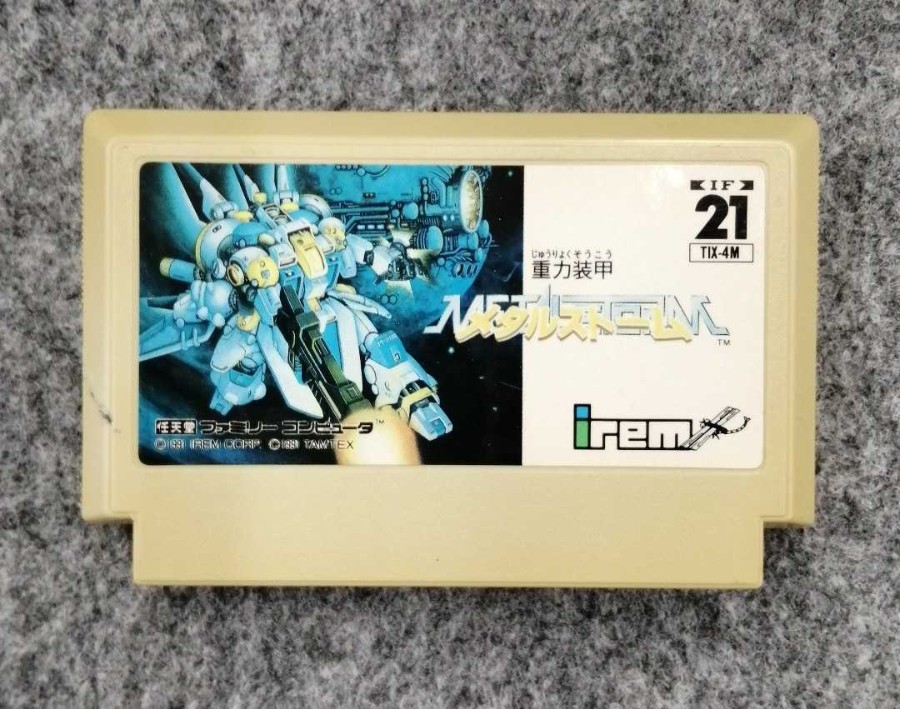 IF
21
TIX-4M
じゅうりょくそうこう
重力装甲
METAL STORM
メタルストーム
TM
任天堂 ファミリー コンピュータ™
©1991 IREM CORP. ©1991 TAMTEX
irem